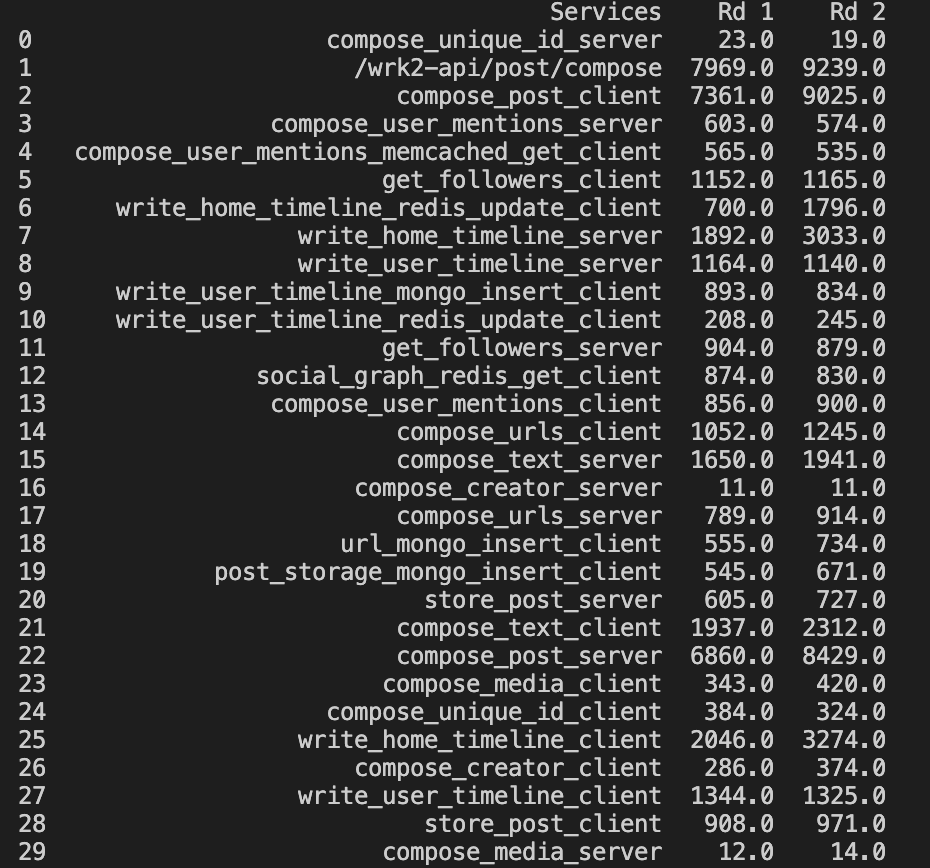 Services Rd 1 Rd 2
0 compose_unique_id_server 23.0 19.0
1 /wrk2-api/post/compose 7969.0 9239.0
2 compose_post_client 7361.0 9025.0
3 compose_user_mentions_server 603.0 574.0
4 compose_user_mentions_memcached_get_client 565.0 535.0
5 get_followers_client 1152.0 1165.0
6 write_home_timeline_redis_update_client 700.0 1796.0
7 write_home_timeline_server 1892.0 3033.0
8 write_user_timeline_server 1164.0 1140.0
9 write_user_timeline_mongo_insert_client 893.0 834.0
10 write_user_timeline_redis_update_client 208.0 245.0
11 get_followers_server 904.0 879.0
12 social_graph_redis_get_client 874.0 830.0
13 compose_user_mentions_client 856.0 900.0
14 compose_urls_client 1052.0 1245.0
15 compose_text_server 1650.0 1941.0
16 compose_creator_server 11.0 11.0
17 compose_urls_server 789.0 914.0
18 url_mongo_insert_client 555.0 734.0
19 post_storage_mongo_insert_client 545.0 671.0
20 store_post_server 605.0 727.0
21 compose_text_client 1937.0 2312.0
22 compose_post_server 6860.0 8429.0
23 compose_media_client 343.0 420.0
24 compose_unique_id_client 384.0 324.0
25 write_home_timeline_client 2046.0 3274.0
26 compose_creator_client 286.0 374.0
27 write_user_timeline_client 1344.0 1325.0
28 store_post_client 908.0 971.0
29 compose_media_server 12.0 14.0